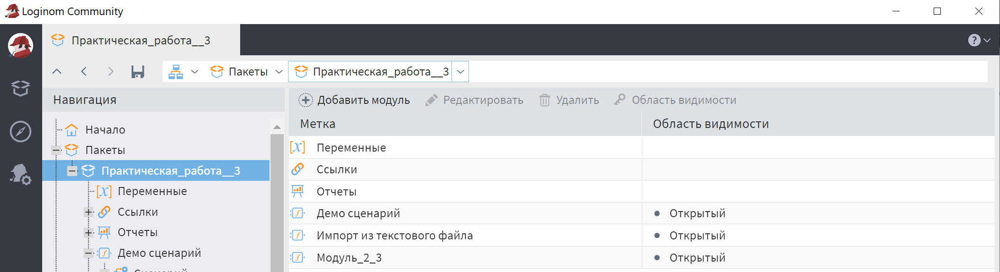 Loginom Community
Практическая_работа__3
Пакеты Практическая_работа__3
Навигация
Добавить модуль Редактировать Удалить Область видимости
Метка Область видимости
Начало
Пакеты
Практическая_работа__3
Переменные
Ссылки
Отчеты
Демо сценарий
Сценарий
Переменные
Ссылки
Отчеты
Демо сценарий Открытый
Импорт из текстового файла Открытый
Модуль_2_3 Открытый